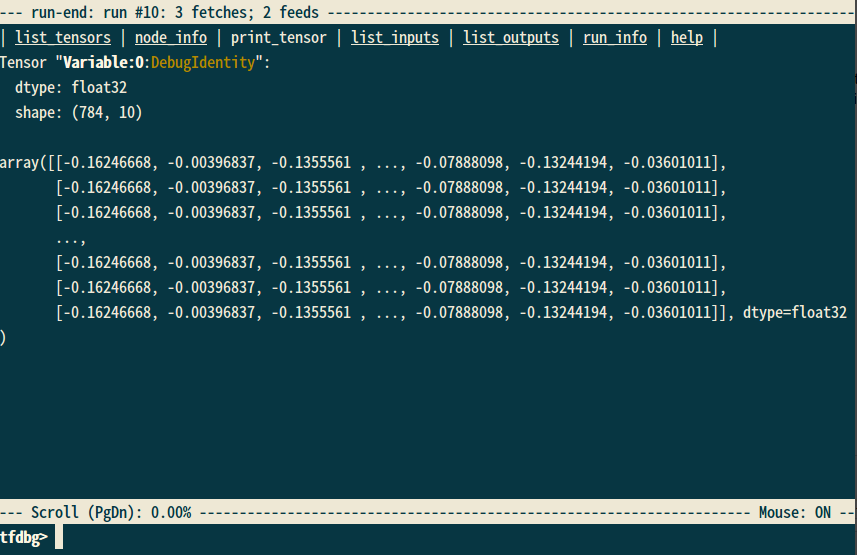 --- run-end: run #10: 3 fetches; 2 feeds ------------------------------------------------------------------
| list_tensors | node_info | print_tensor | list_inputs | list_outputs | run_info | help |
Tensor "Variable:0:DebugIdentity":
  dtype: float32
  shape: (784, 10)

array([[-0.16246668, -0.00396837, -0.1355561 , ..., -0.07888098, -0.13244194, -0.03601011],
       [-0.16246668, -0.00396837, -0.1355561 , ..., -0.07888098, -0.13244194, -0.03601011],
       [-0.16246668, -0.00396837, -0.1355561 , ..., -0.07888098, -0.13244194, -0.03601011],
       ...,
       [-0.16246668, -0.00396837, -0.1355561 , ..., -0.07888098, -0.13244194, -0.03601011],
       [-0.16246668, -0.00396837, -0.1355561 , ..., -0.07888098, -0.13244194, -0.03601011],
       [-0.16246668, -0.00396837, -0.1355561 , ..., -0.07888098, -0.13244194, -0.03601011]], dtype=float32
)
--- Scroll (PgDn): 0.00% --------------------------------------------------------------------- Mouse: ON --
tfdbg>